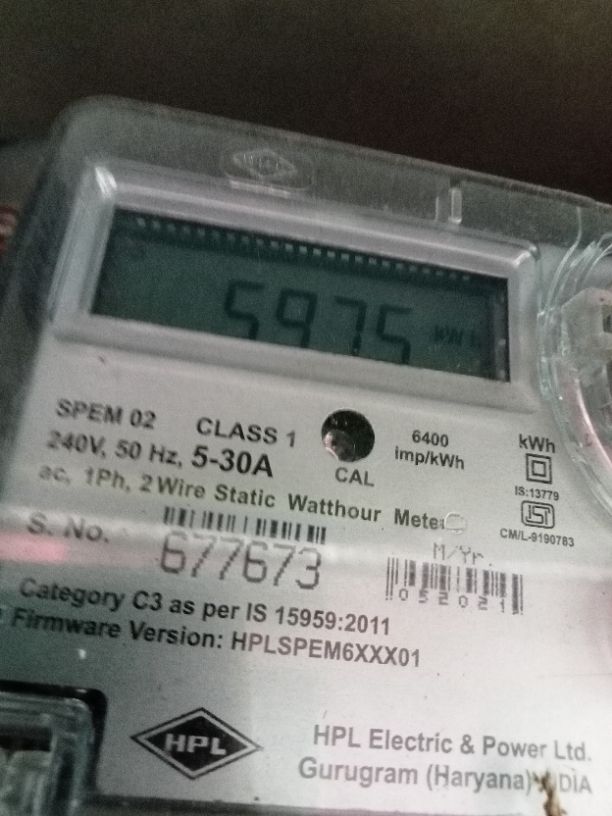 5975 kWh
SPEM 02 CLASS 1
240V, 50 Hz, 5-30A
CAL
6400
imp/kWh
kWh
IS:13779
CM/L-9190783
ac, 1Ph, 2 Wire Static Watthour Meter
S. No.
677673
M/Yr.
052021
Category C3 as per IS 15959:2011
Firmware Version: HPLSPEM6XXX01
HPL
HPL Electric & Power Ltd.
Gurugram (Haryana)